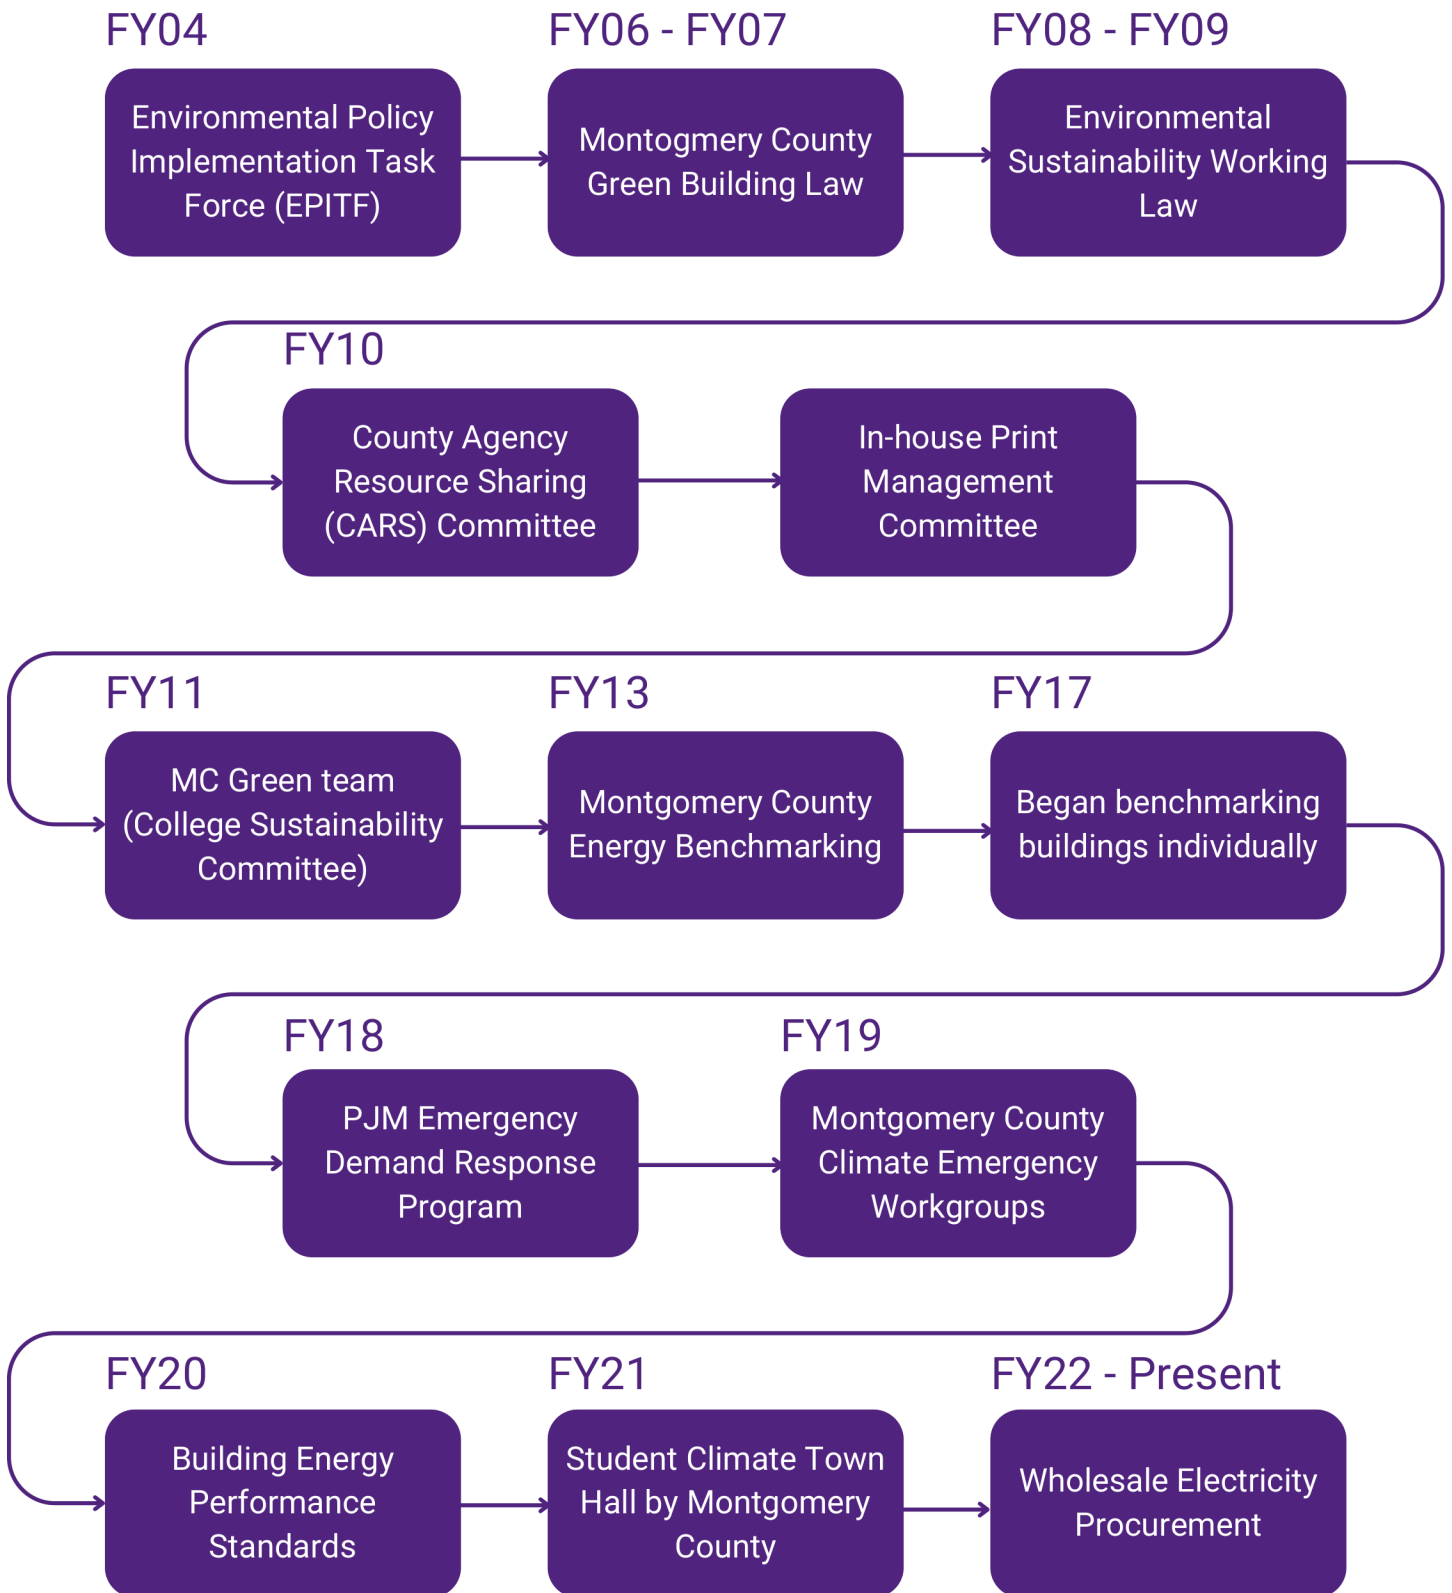 FY04
Environmental Policy
Implementation Task
Force (EPITF)
FY06 - FY07
Montogmery County
Green Building Law
FY08 - FY09
Environmental
Sustainability Working
Law
FY10
County Agency
Resource Sharing
(CARS) Committee
In-house Print
Management
Committee
FY11
MC Green team
(College Sustainability
Committee)
FY13
Montgomery County
Energy Benchmarking
FY17
Began benchmarking
buildings individually
FY18
PJM Emergency
Demand Response
Program
FY19
Montgomery County
Climate Emergency
Workgroups
FY20
Building Energy
Performance
Standards
FY21
Student Climate Town
Hall by Montgomery
County
FY22 - Present
Wholesale Electricity
Procurement